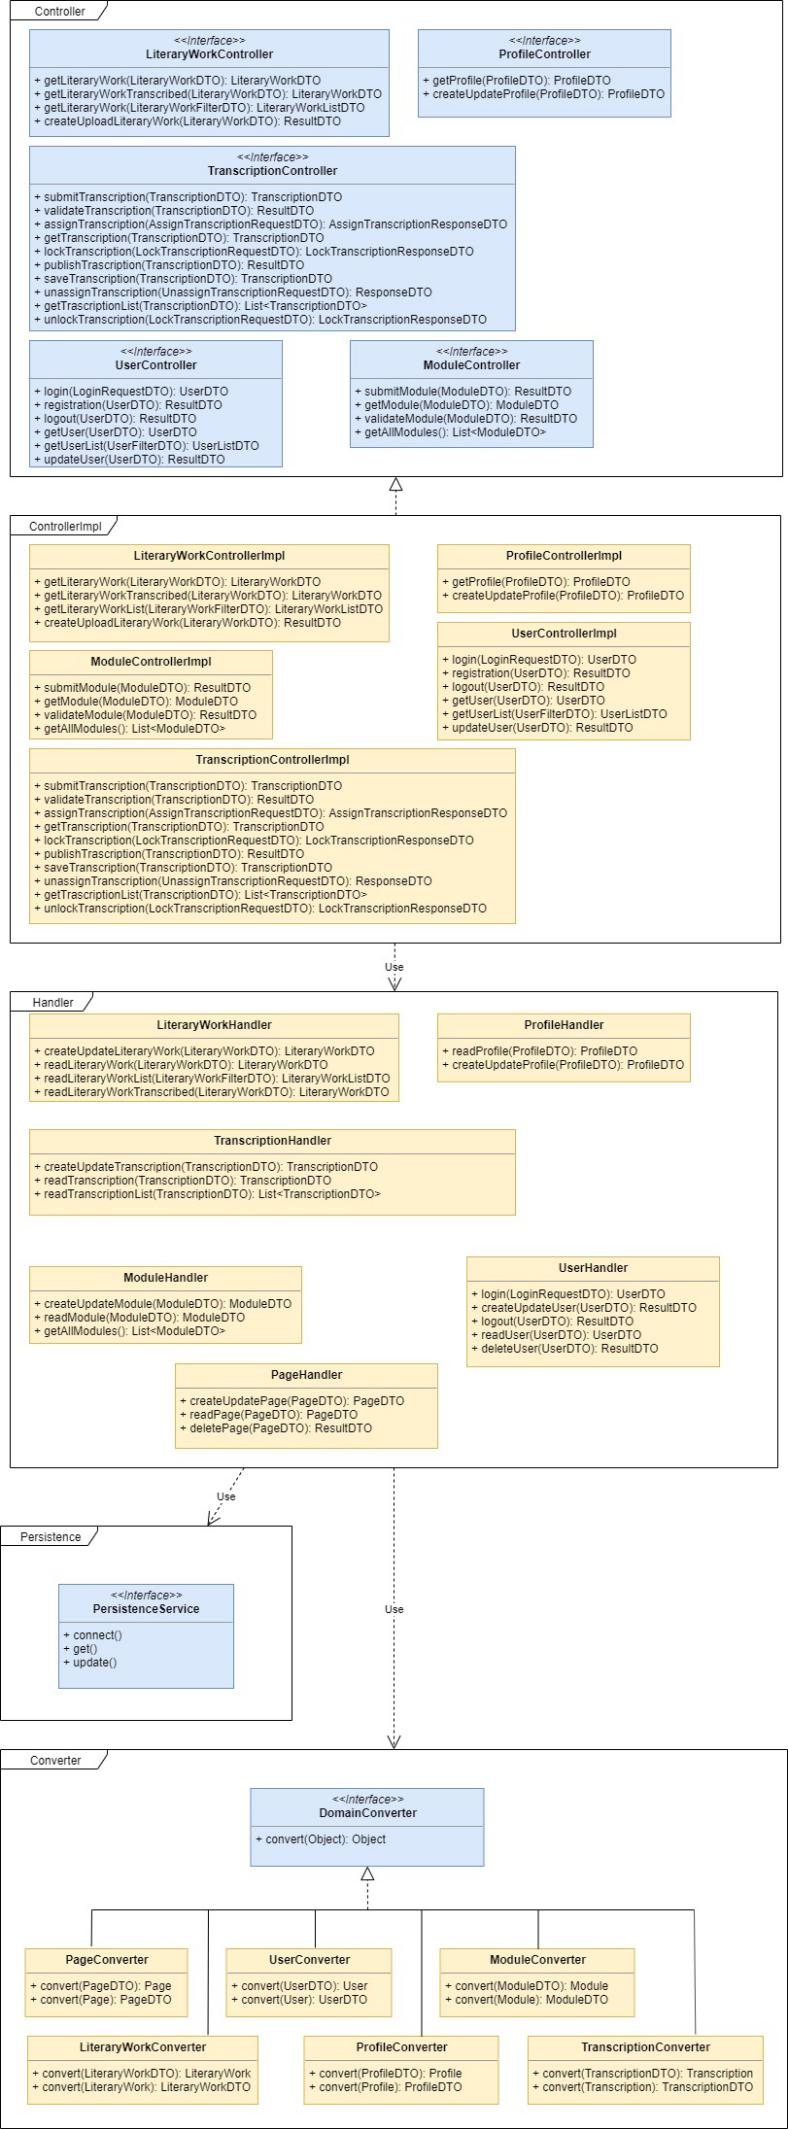 Controller
<<Interface>>
LiteraryWorkController
+ getLiteraryWork(LiteraryWorkDTO): LiteraryWorkDTO
+ getLiteraryWorkTranscribed(LiteraryWorkDTO): LiteraryWorkDTO
+ getLiteraryWork(LiteraryWorkFilterDTO): LiteraryWorkListDTO
+ createUploadLiteraryWork(LiteraryWorkDTO): ResultDTO
<<Interface>>
ProfileController
+ getProfile(ProfileDTO): ProfileDTO
+ createUpdateProfile(ProfileDTO): ProfileDTO
<<Interface>>
TranscriptionController
+ submitTranscription(TranscriptionDTO): TranscriptionDTO
+ validateTranscription(TranscriptionDTO): ResultDTO
+ assignTranscription(AssignTranscriptionRequestDTO): AssignTranscriptionResponseDTO
+ getTranscription(TranscriptionDTO): TranscriptionDTO
+ lockTranscription(LockTranscriptionRequestDTO): LockTranscriptionResponseDTO
+ publishTrascription(TranscriptionDTO): ResultDTO
+ saveTranscription(TranscriptionDTO): TranscriptionDTO
+ unassignTranscription(UnassignTranscriptionRequestDTO): ResponseDTO
+ getTrascriptionList(TranscriptionDTO): List<TranscriptionDTO>
+ unlockTranscription(LockTranscriptionRequestDTO): LockTranscriptionResponseDTO
<<Interface>>
UserController
+ login(LoginRequestDTO): UserDTO
+ registration(UserDTO): ResultDTO
+ logout(UserDTO): ResultDTO
+ getUser(UserDTO): UserDTO
+ getUserList(UserFilterDTO): UserListDTO
+ updateUser(UserDTO): ResultDTO
<<Interface>>
ModuleController
+ submitModule(ModuleDTO): ResultDTO
+ getModule(ModuleDTO): ModuleDTO
+ validateModule(ModuleDTO): ResultDTO
+ getAllModules(): List<ModuleDTO>
ControllerImpl
LiteraryWorkControllerImpl
+ getLiteraryWork(LiteraryWorkDTO): LiteraryWorkDTO
+ getLiteraryWorkTranscribed(LiteraryWorkDTO): LiteraryWorkDTO
+ getLiteraryWorkList(LiteraryWorkFilterDTO): LiteraryWorkListDTO
+ createUploadLiteraryWork(LiteraryWorkDTO): ResultDTO
ProfileControllerImpl
+ getProfile(ProfileDTO): ProfileDTO
+ createUpdateProfile(ProfileDTO): ProfileDTO
ModuleControllerImpl
+ submitModule(ModuleDTO): ResultDTO
+ getModule(ModuleDTO): ModuleDTO
+ validateModule(ModuleDTO): ResultDTO
+ getAllModules(): List<ModuleDTO>
UserControllerImpl
+ login(LoginRequestDTO): UserDTO
+ registration(UserDTO): ResultDTO
+ logout(UserDTO): ResultDTO
+ getUser(UserDTO): UserDTO
+ getUserList(UserFilterDTO): UserListDTO
+ updateUser(UserDTO): ResultDTO
TranscriptionControllerImpl
+ submitTranscription(TranscriptionDTO): TranscriptionDTO
+ validateTranscription(TranscriptionDTO): ResultDTO
+ assignTranscription(AssignTranscriptionRequestDTO): AssignTranscriptionResponseDTO
+ getTranscription(TranscriptionDTO): TranscriptionDTO
+ lockTranscription(LockTranscriptionRequestDTO): LockTranscriptionResponseDTO
+ publishTrascription(TranscriptionDTO): ResultDTO
+ saveTranscription(TranscriptionDTO): TranscriptionDTO
+ unassignTranscription(UnassignTranscriptionRequestDTO): ResponseDTO
+ getTrascriptionList(TranscriptionDTO): List<TranscriptionDTO>
+ unlockTranscription(LockTranscriptionRequestDTO): LockTranscriptionResponseDTO
Use
Handler
LiteraryWorkHandler
+ createUpdateLiteraryWork(LiteraryWorkDTO): LiteraryWorkDTO
+ readLiteraryWork(LiteraryWorkDTO): LiteraryWorkDTO
+ readLiteraryWorkList(LiteraryWorkFilterDTO): LiteraryWorkListDTO
+ readLiteraryWorkTranscribed(LiteraryWorkDTO): LiteraryWorkDTO
ProfileHandler
+ readProfile(ProfileDTO): ProfileDTO
+ createUpdateProfile(ProfileDTO): ProfileDTO
TranscriptionHandler
+ createUpdateTranscription(TranscriptionDTO): TranscriptionDTO
+ readTranscription(TranscriptionDTO): TranscriptionDTO
+ readTranscriptionList(TranscriptionDTO): List<TranscriptionDTO>
ModuleHandler
+ createUpdateModule(ModuleDTO): ModuleDTO
+ readModule(ModuleDTO): ModuleDTO
+ getAllModules(): List<ModuleDTO>
UserHandler
+ login(LoginRequestDTO): UserDTO
+ createUpdateUser(UserDTO): ResultDTO
+ logout(UserDTO): ResultDTO
+ readUser(UserDTO): UserDTO
+ deleteUser(UserDTO): ResultDTO
PageHandler
+ createUpdatePage(PageDTO): PageDTO
+ readPage(PageDTO): PageDTO
+ deletePage(PageDTO): ResultDTO
Use
Persistence
<<Interface>>
PersistenceService
+ connect()
+ get()
+ update()
Use
Converter
<<Interface>>
DomainConverter
+ convert(Object): Object
PageConverter
+ convert(PageDTO): Page
+ convert(Page): PageDTO
UserConverter
+ convert(UserDTO): User
+ convert(User): UserDTO
ModuleConverter
+ convert(ModuleDTO): Module
+ convert(Module): ModuleDTO
LiteraryWorkConverter
+ convert(LiteraryWorkDTO): LiteraryWork
+ convert(LiteraryWork): LiteraryWorkDTO
ProfileConverter
+ convert(ProfileDTO): Profile
+ convert(Profile): ProfileDTO
TranscriptionConverter
+ convert(TranscriptionDTO): Transcription
+ convert(Transcription): TranscriptionDTO